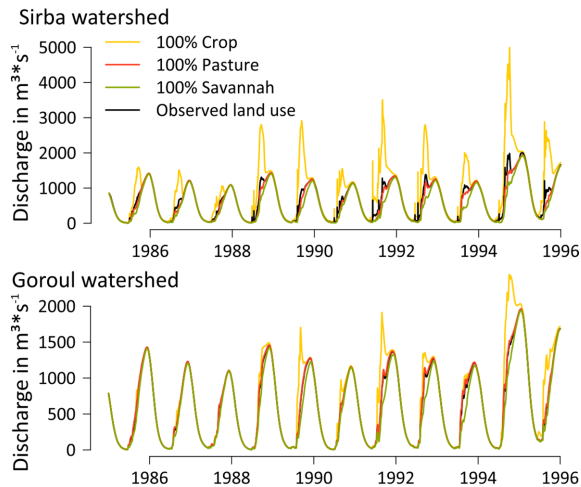 Sirba watershed
Discharge in m³*s⁻¹
5000
4000
3000
2000
1000
0
100% Crop
100% Pasture
100% Savannah
Observed land use
1986 1988 1990 1992 1994 1996
Goroul watershed
Discharge in m³*s⁻¹
2000
1500
1000
500
0
1986 1988 1990 1992 1994 1996